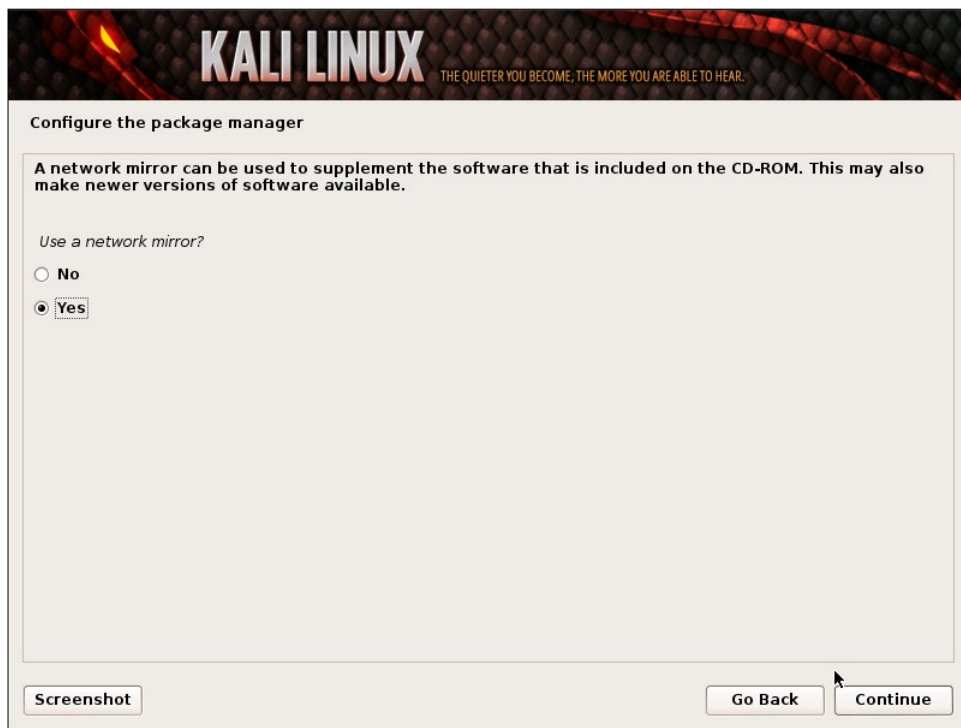 KALI LINUX
THE QUIETER YOU BECOME, THE MORE YOU ARE ABLE TO HEAR.
Configure the package manager
A network mirror can be used to supplement the software that is included on the CD-ROM. This may also
make newer versions of software available.
Use a network mirror?
No
Yes
Screenshot
Go Back
Continue